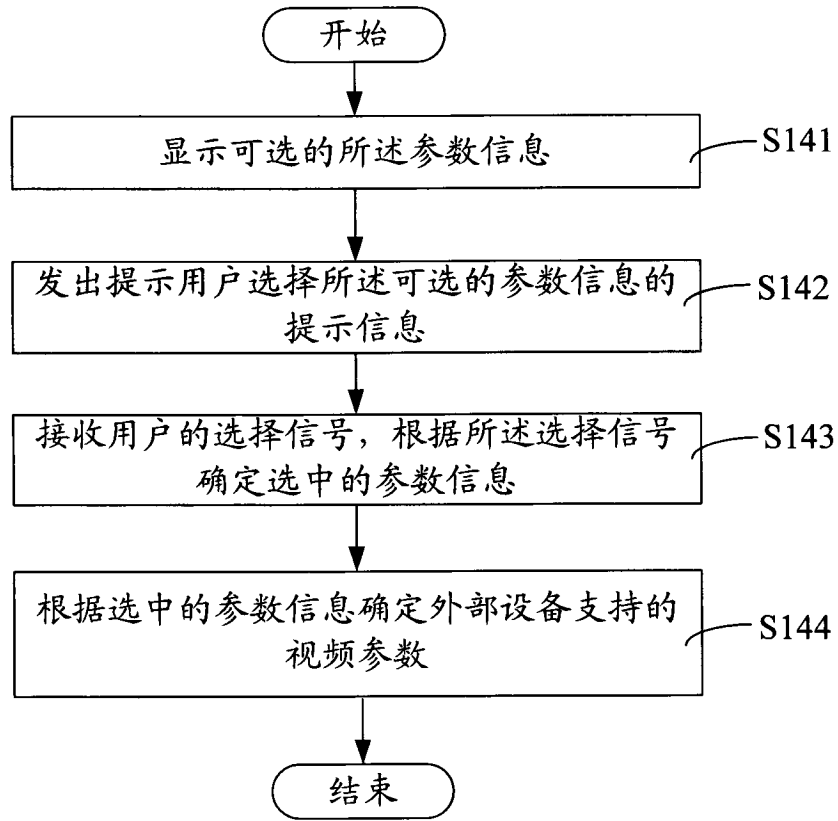 开始
显示可选的所述参数信息
S141
发出提示用户选择所述可选的参数信息的
提示信息
S142
接收用户的选择信号，根据所述选择信号
确定选中的参数信息
S143
根据选中的参数信息确定外部设备支持的
视频参数
S144
结束